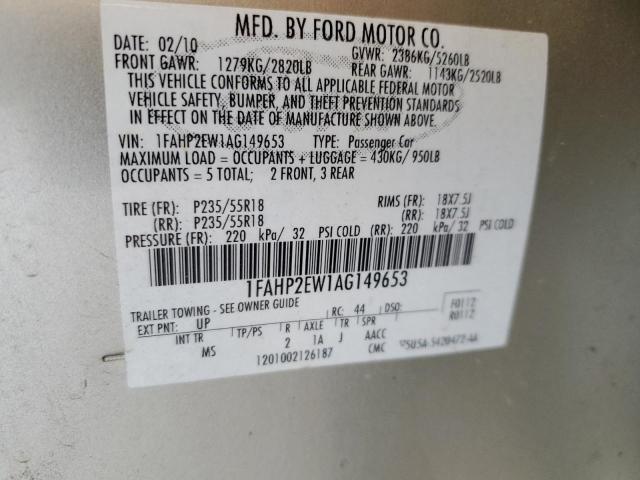 MFD. BY FORD MOTOR CO.
DATE: 02/10 GVWR: 2386KG/5260LB
FRONT GAWR: 1279KG/2820LB REAR GAWR: 1143KG/2520LB
THIS VEHICLE CONFORMS TO ALL APPLICABLE FEDERAL MOTOR
VEHICLE SAFETY, BUMPER, AND THEFT PREVENTION STANDARDS
IN EFFECT ON THE DATE OF MANUFACTURE SHOWN ABOVE.
VIN: 1FAHP2EW1AG149653 TYPE: Passenger Car
MAXIMUM LOAD = OCCUPANTS + LUGGAGE = 430KG/ 950LB
OCCUPANTS = 5 TOTAL; 2 FRONT, 3 REAR
TIRE (FR): P235/55R18 RIMS (FR): 18X7.5J
(RR): P235/55R18 (RR): 18X7.5J
PRESSURE (FR): 220 kPa/ 32 PSI COLD (RR): 220 kPa/ 32 PSI COLD
1FAHP2EW1AG149653
TRAILER TOWING - SEE OWNER GUIDE
EXT PNT: UP RC: 44 DSO: F0112
R0112
INT TR TP/PS R AXLE TR SPR
MS 2 1A J AACC
1201002126187 CMC 5U5A-5420472-AA